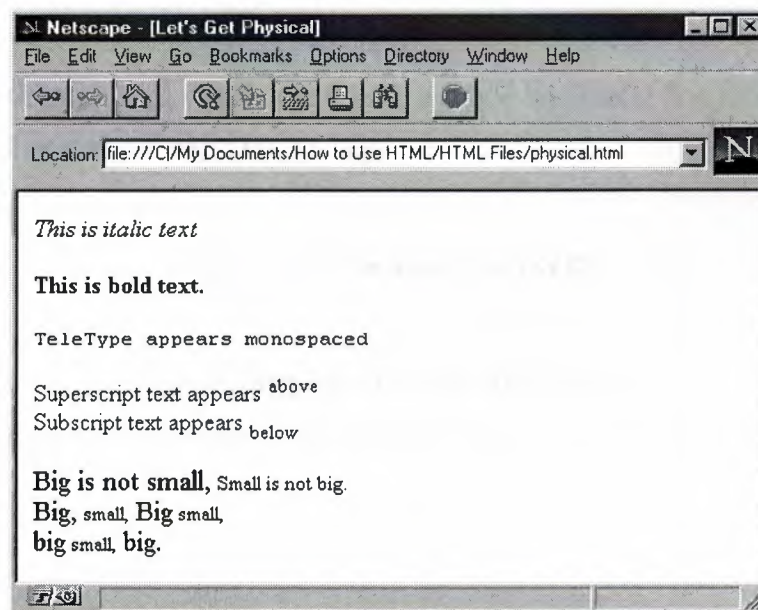 Netscape - [Let's Get Physical]
File Edit View Go Bookmarks Options Directory Window Help
Location: file:///C|/My Documents/How to Use HTML/HTML Files/physical.html
N
This is italic text
This is bold text.
TeleType appears monospaced
Superscript text appears above
Subscript text appears below
Big is not small, Small is not big.
Big, small, Big small,
big small, big.